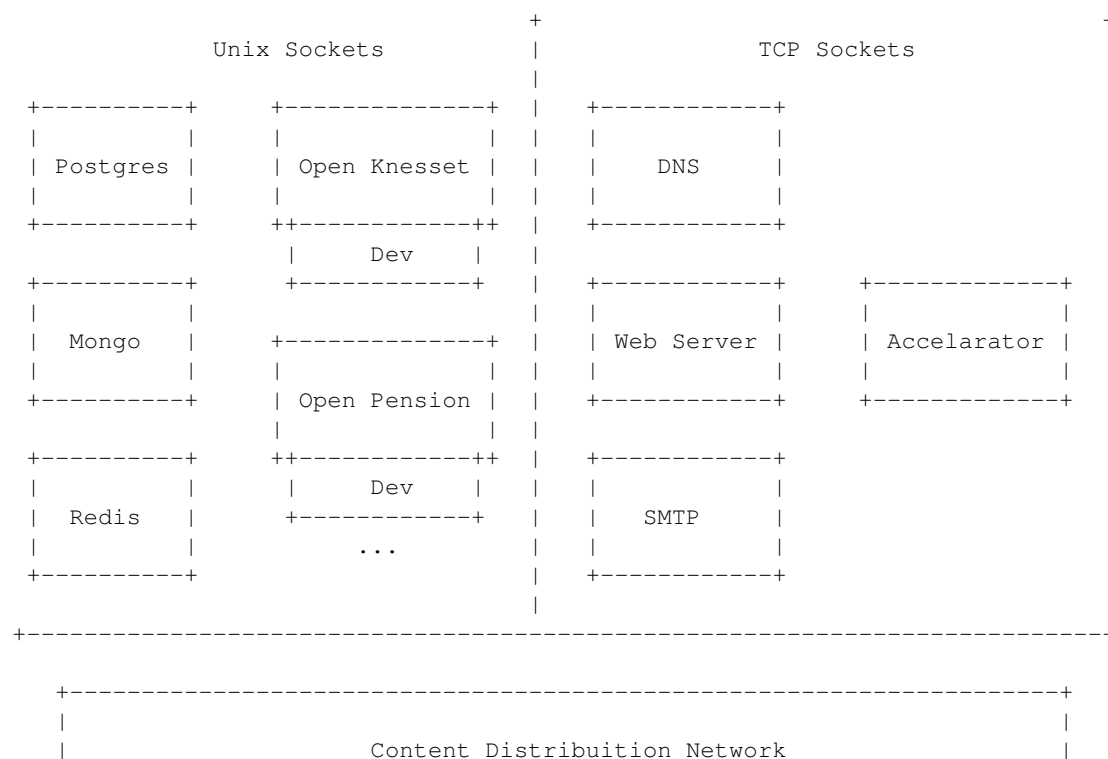 Unix Sockets TCP Sockets
Postgres Open Knesset DNS
Dev
Mongo Web Server Accelarator
Open Pension
Dev
Redis SMTP
...
Content Distribuition Network